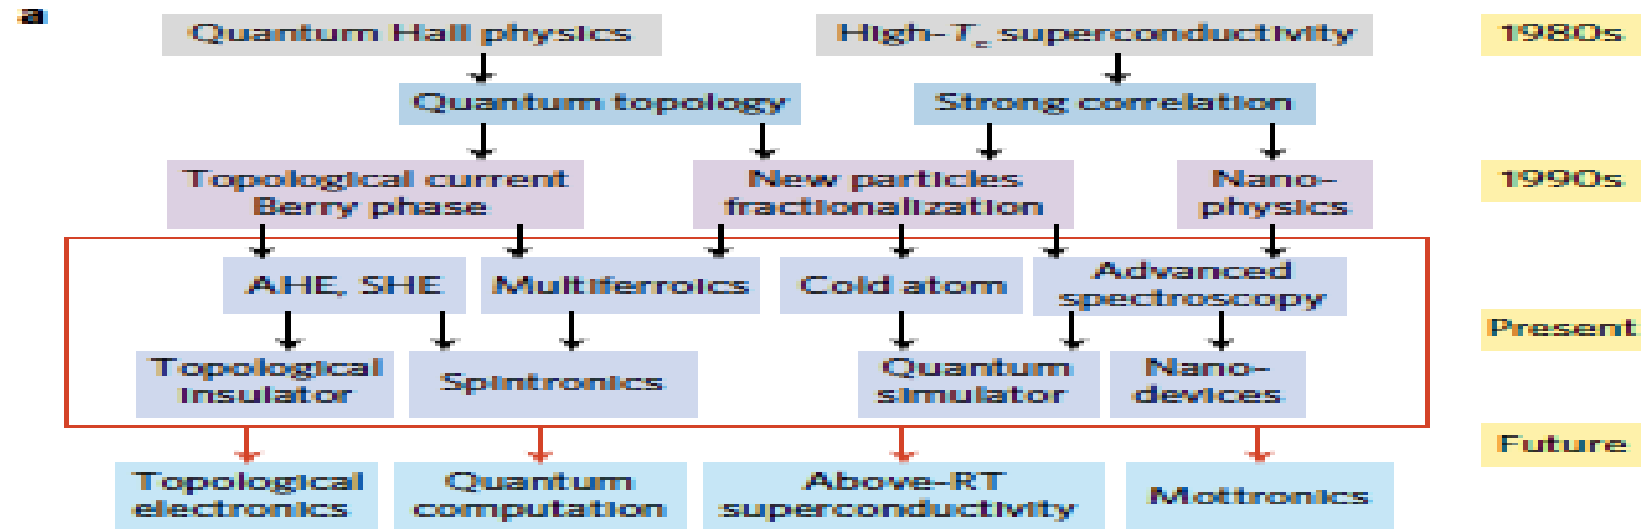 a
Quantum Hall physics
High-Tc superconductivity
1980s
Quantum topology
Strong correlation
Topological current
Berry phase
New particles
fractionalization
Nano-
physics
1990s
AHE, SHE
Multiferroics
Cold atom
Advanced
spectroscopy
Present
Topological
insulator
Spintronics
Quantum
simulator
Nano-
devices
Future
Topological
electronics
Quantum
computation
Above-RT
superconductivity
Mottronics